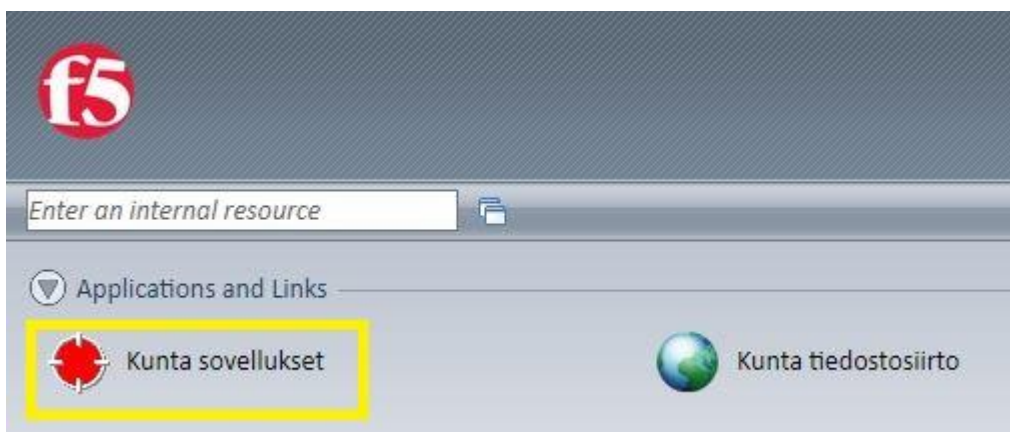 f5
Enter an internal resource
Applications and Links
Kunta sovellukset
Kunta tiedostosiirto